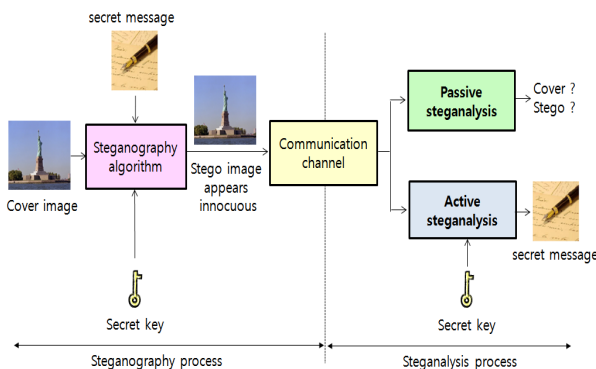 secret message
Steganography
algorithm
Cover image
Stego image
appears
innocuous
Secret key
Steganography process
Communication
channel
Passive
steganalysis
Cover ?
Stego ?
Active
steganalysis
secret message
Secret key
Steganalysis process